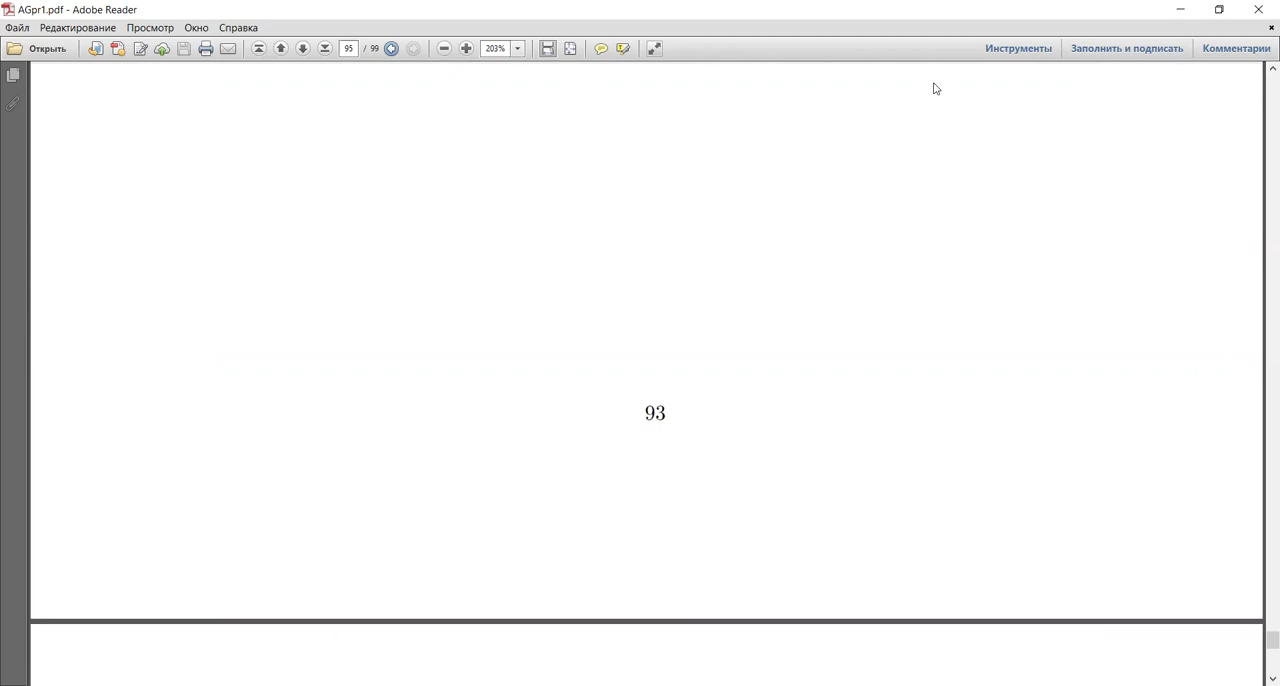 AGpr1.pdf - Adobe Reader
Файл Редактирование Просмотр Окно Справка
Открыть 95 / 99 203% Инструменты Заполнить и подписать Комментарии
93